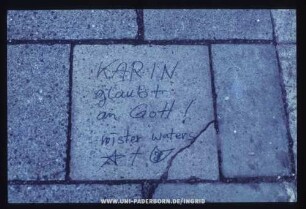 KARIN
glaubt
an Gott!
mister waters
WWW.UNI-PADERBORN.DE/INGRID